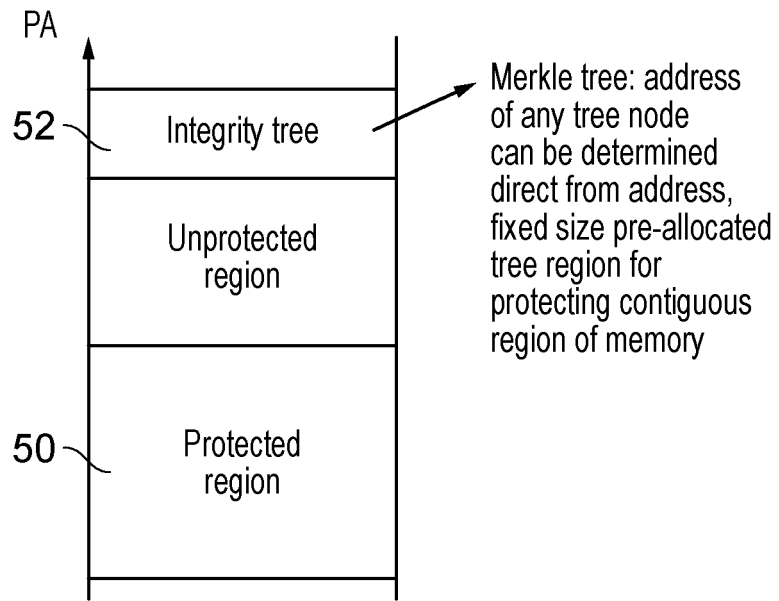 PA
52
Integrity tree
Merkle tree: address
of any tree node
can be determined
direct from address,
fixed size pre-allocated
tree region for
protecting contiguous
region of memory
Unprotected
region
50
Protected
region